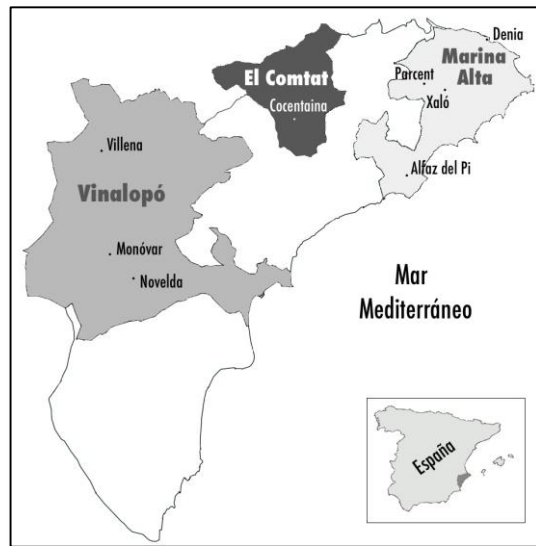 Denia
Marina
Alta
Parcent
Xaló
El Comtat
Cocentaina
Alfaz del Pi
Villena
Vinalopó
Monóvar
Novelda
Mar
Mediterráneo
España